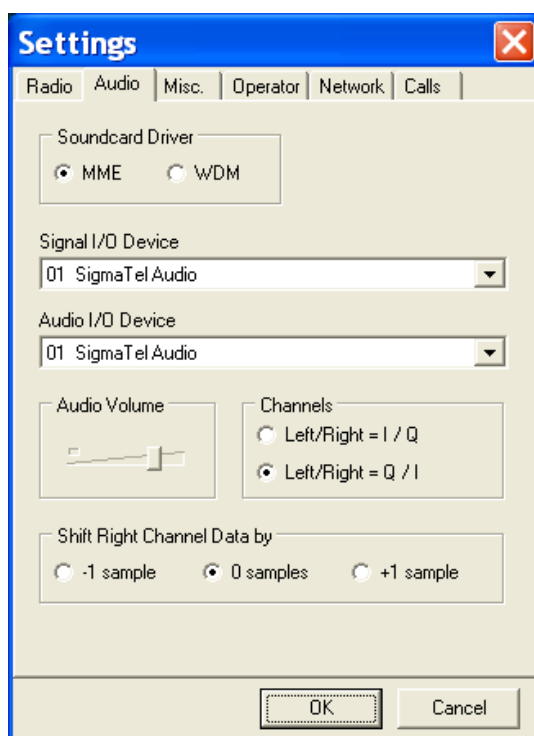 Settings
Radio Audio Misc. Operator Network Calls
Soundcard Driver
MME WDM
Signal I/O Device
01 SigmaTel Audio
Audio I/O Device
01 SigmaTel Audio
Audio Volume Channels
Left/Right = I / Q
Left/Right = Q / I
Shift Right Channel Data by
-1 sample 0 samples +1 sample
OK Cancel